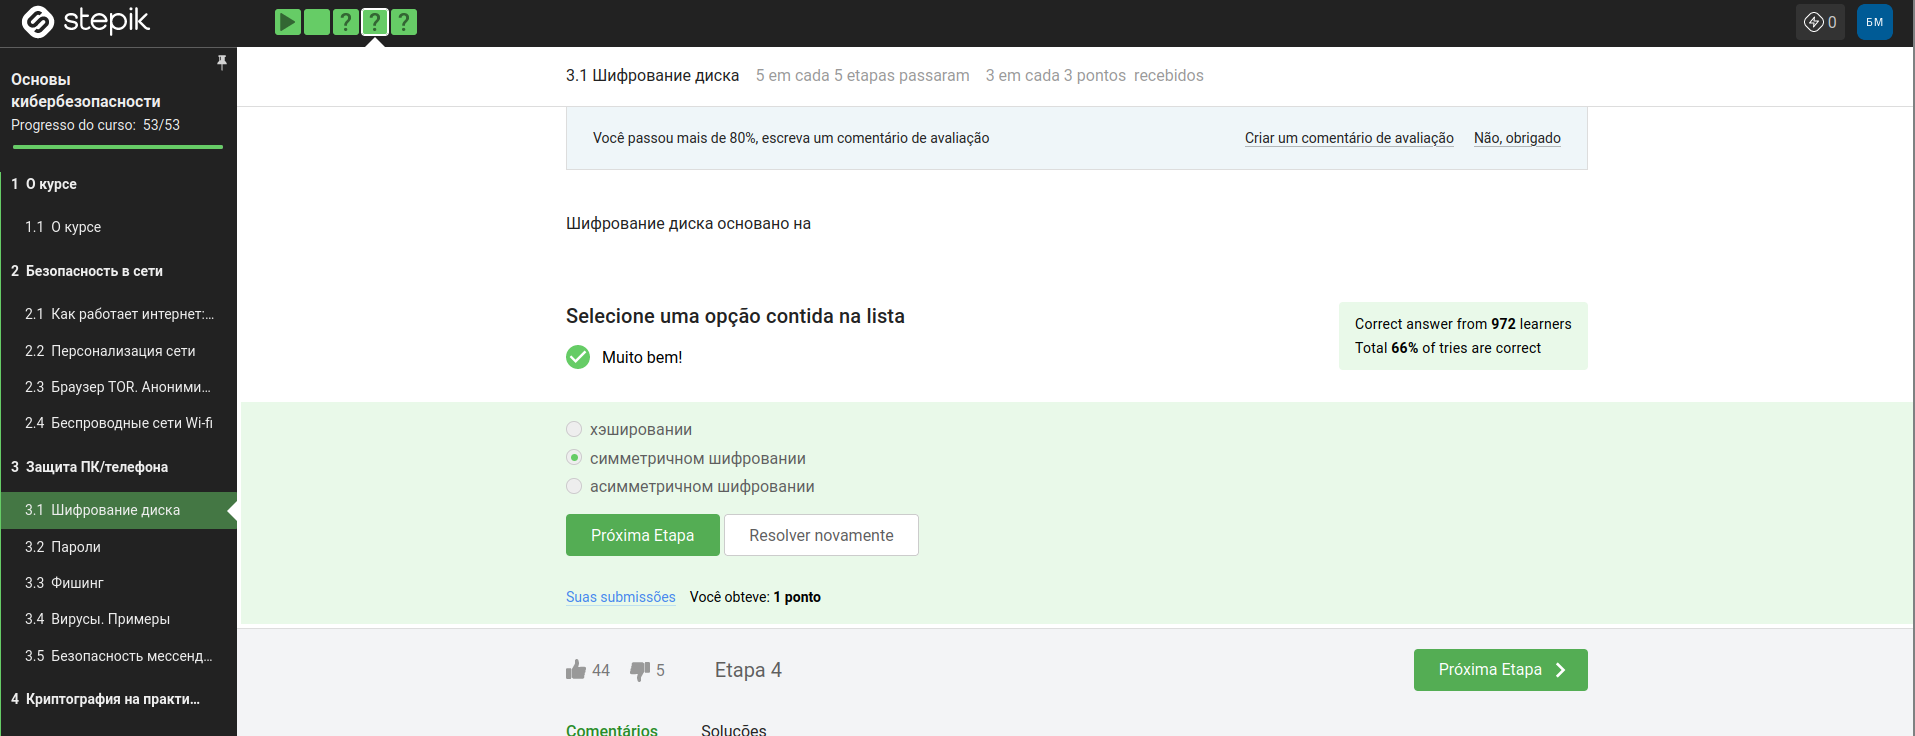 stepik
? ? ?
0
БМ
Основы
кибербезопасности
Progresso do curso: 53/53
1 О курсе
1.1 О курсе
2 Безопасность в сети
2.1 Как работает интернет:...
2.2 Персонализация сети
2.3 Браузер TOR. Аноними...
2.4 Беспроводные сети Wi-fi
3 Защита ПК/телефона
3.1 Шифрование диска
3.2 Пароли
3.3 Фишинг
3.4 Вирусы. Примеры
3.5 Безопасность мессенд...
4 Криптография на практи...
3.1 Шифрование диска 5 em cada 5 etapas passaram 3 em cada 3 pontos recebidos
Você passou mais de 80%, escreva um comentário de avaliação
Criar um comentário de avaliação Não, obrigado
Шифрование диска основано на
Selecione uma opção contida na lista
Muito bem!
Correct answer from 972 learners
Total 66% of tries are correct
хэшировании
симметричном шифровании
асимметричном шифровании
Próxima Etapa Resolver novamente
Suas submissões Você obteve: 1 ponto
44 5 Etapa 4
Próxima Etapa
Comentários Soluções